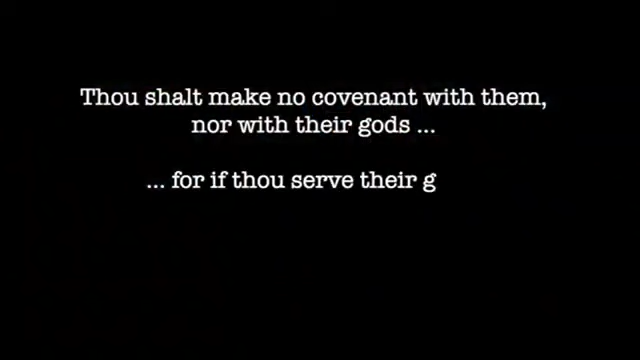 Thou shalt make no covenant with them,
nor with their gods ...
... for if thou serve their g